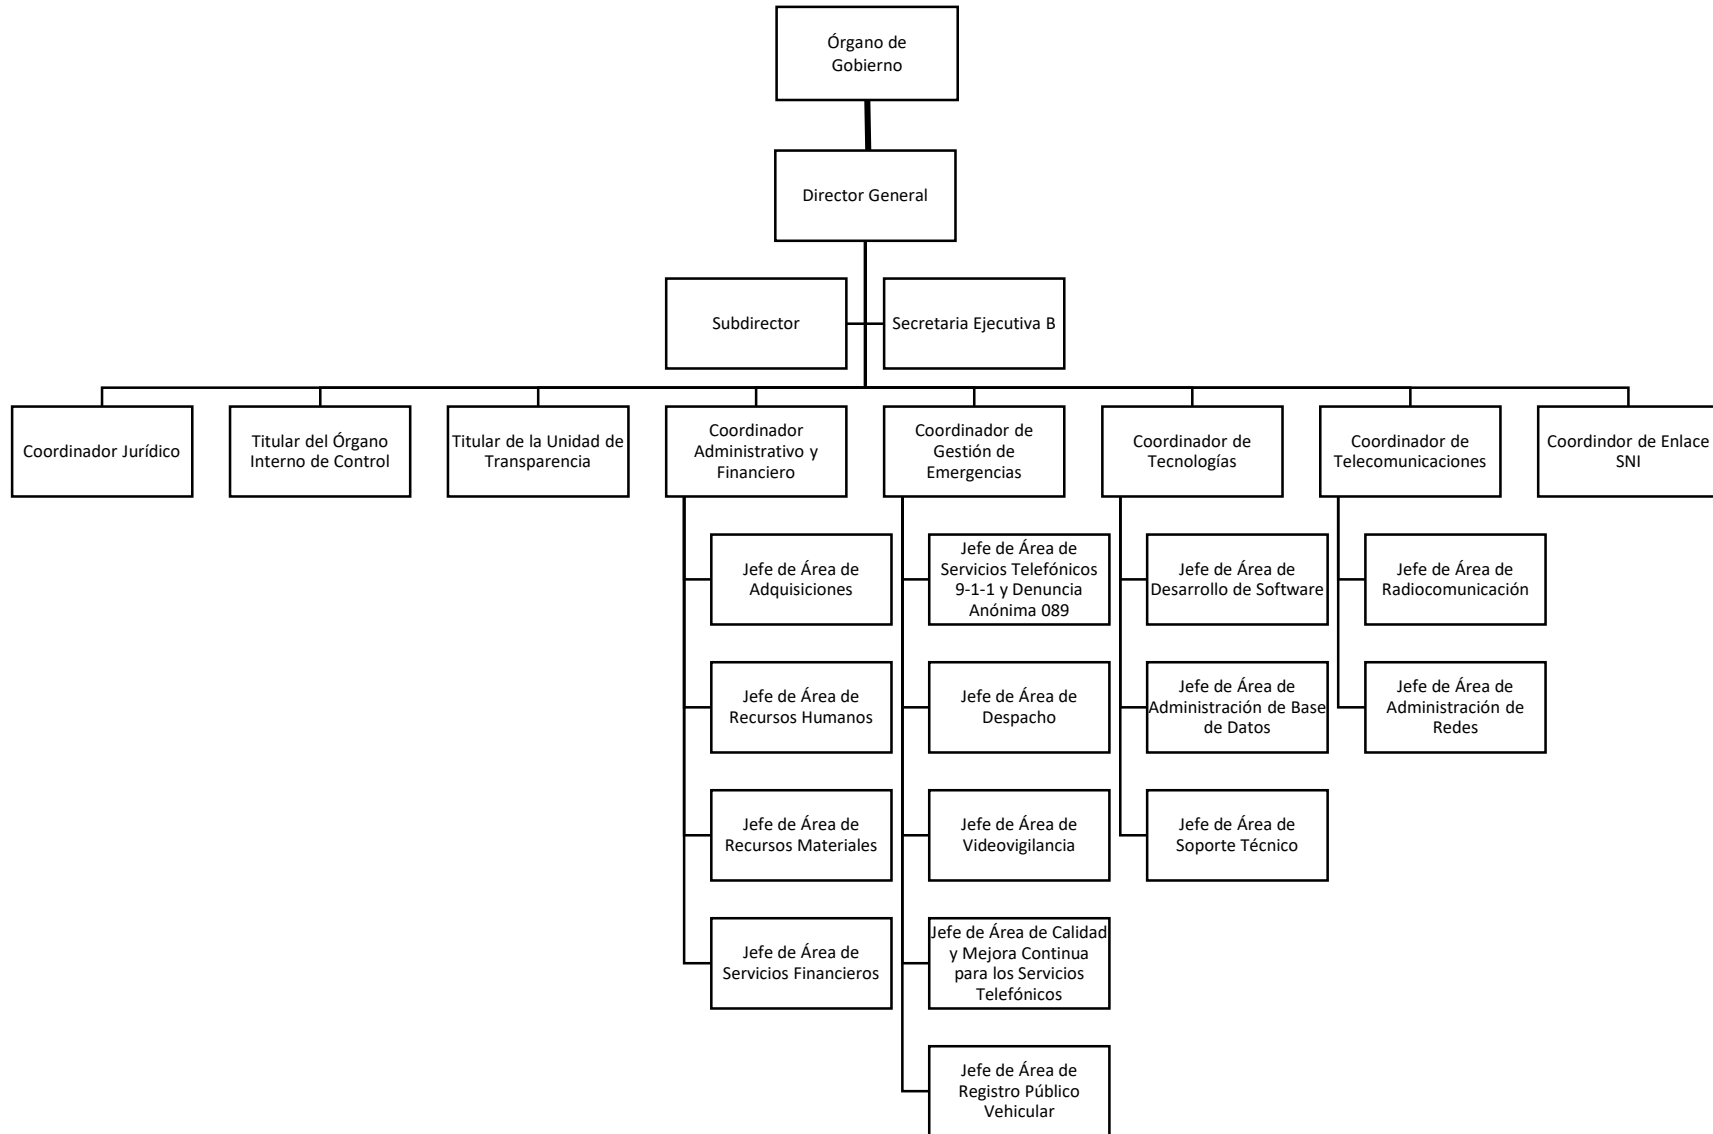 Órgano de
Gobierno
Director General
Subdirector
Secretaria Ejecutiva B
Coordinador Jurídico
Titular del Órgano
Interno de Control
Titular de la Unidad de
Transparencia
Coordinador
Administrativo y
Financiero
Coordinador de
Gestión de
Emergencias
Coordinador de
Tecnologías
Coordinador de
Telecomunicaciones
Coordindor de Enlace
SNI
Jefe de Área de
Adquisiciones
Jefe de Área de
Servicios Telefónicos
9-1-1 y Denuncia
Anónima 089
Jefe de Área de
Desarrollo de Software
Jefe de Área de
Radiocomunicación
Jefe de Área de
Recursos Humanos
Jefe de Área de
Despacho
Jefe de Área de
Administración de Base
de Datos
Jefe de Área de
Administración de
Redes
Jefe de Área de
Recursos Materiales
Jefe de Área de
Videovigilancia
Jefe de Área de
Soporte Técnico
Jefe de Área de
Servicios Financieros
Jefe de Área de Calidad
y Mejora Continua
para los Servicios
Telefónicos
Jefe de Área de
Registro Público
Vehicular